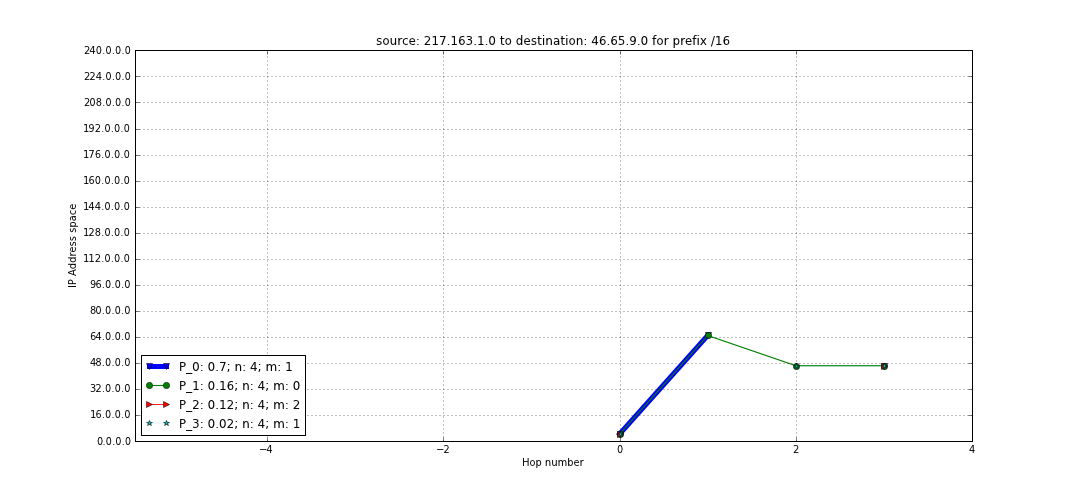 source: 217.163.1.0 to destination: 46.65.9.0 for prefix /16
240.0.0.0
224.0.0.0
208.0.0.0
192.0.0.0
176.0.0.0
160.0.0.0
144.0.0.0
128.0.0.0
112.0.0.0
96.0.0.0
80.0.0.0
64.0.0.0
48.0.0.0
32.0.0.0
16.0.0.0
0.0.0.0
IP Address space
P_0: 0.7; n: 4; m: 1
P_1: 0.16; n: 4; m: 0
P_2: 0.12; n: 4; m: 2
P_3: 0.02; n: 4; m: 1
−4 −2 0 2 4
Hop number